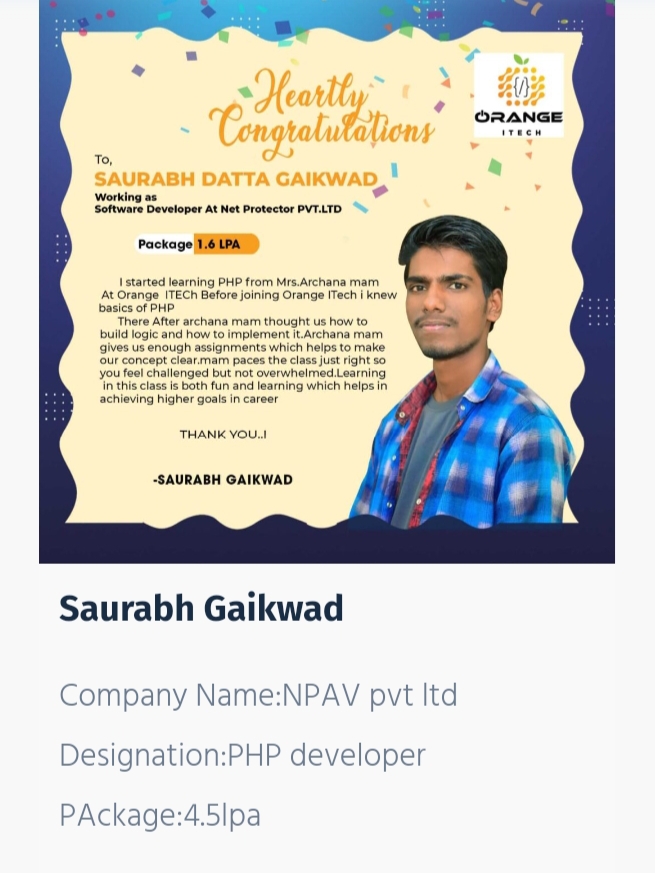 Heartly
Congratulations
ORANGE
ITECH
To,
SAURABH DATTA GAIKWAD
Working as
Software Developer At Net Protector PVT.LTD
Package 1.6 LPA
I started learning PHP from Mrs.Archana mam
At Orange ITECh Before joining Orange ITech i knew
basics of PHP
There After archana mam thought us how to
build logic and how to implement it.Archana mam
gives us enough assignments which helps to make
our concept clear.mam paces the class just right so
you feel challenged but not overwhelmed.Learning
in this class is both fun and learning which helps in
achieving higher goals in career
THANK YOU..!
-SAURABH GAIKWAD
Saurabh Gaikwad
Company Name:NPAV pvt ltd
Designation:PHP developer
PAckage:4.5lpa